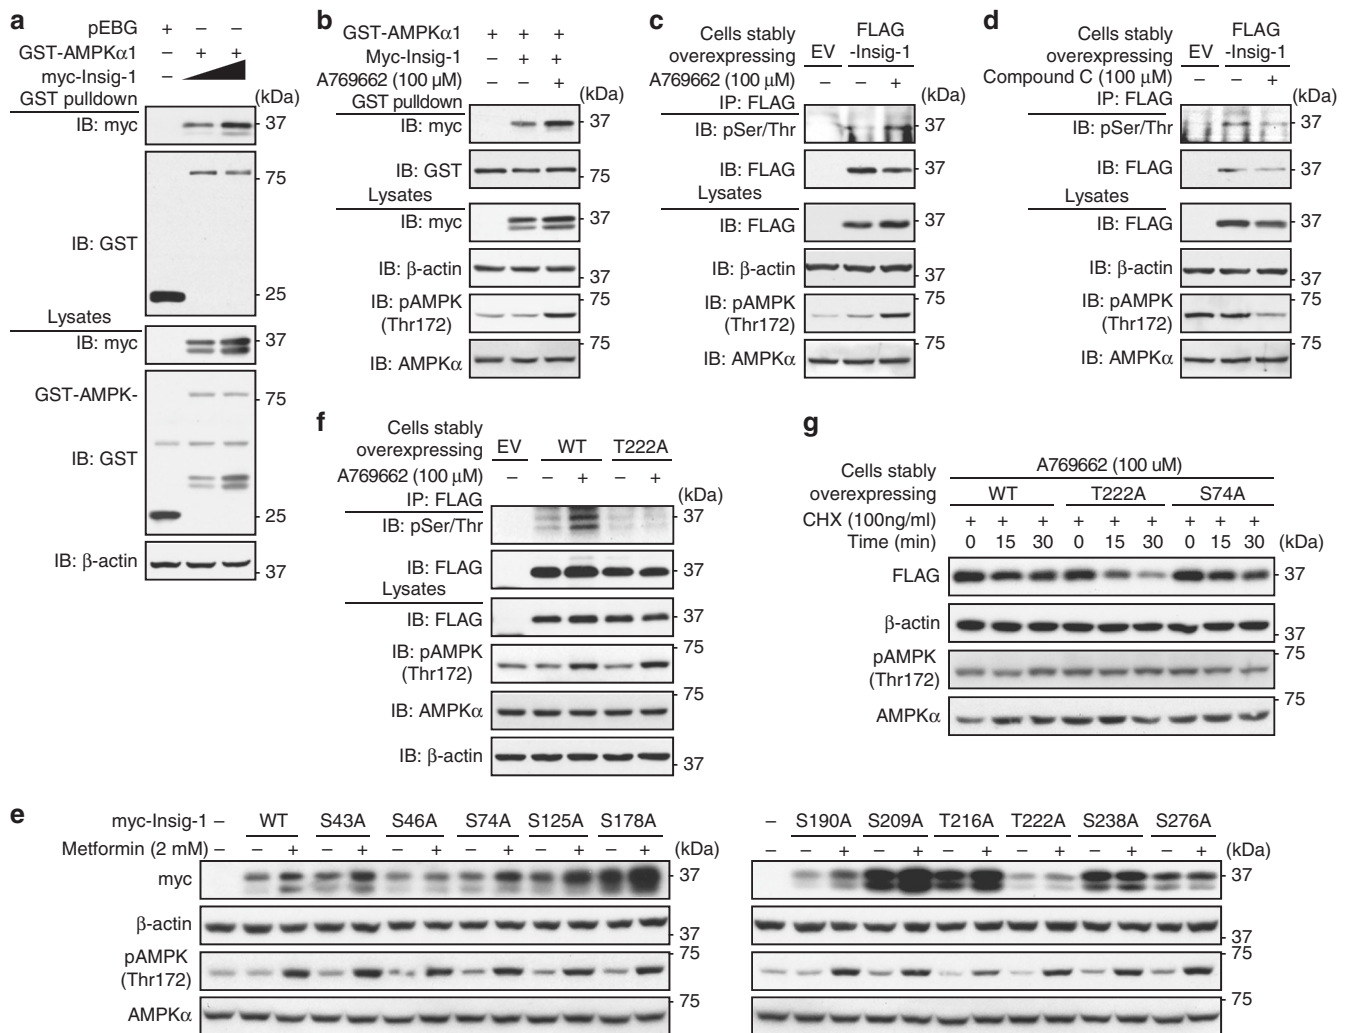 a
pEBG + – –
GST-AMPKα1 – + +
myc-Insig-1 –
GST pulldown (kDa)
IB: myc 37
75
IB: GST
25
Lysates
IB: myc 37
GST-AMPK- 75
IB: GST
25
IB: β-actin 37
b
GST-AMPKα1 + + +
Myc-Insig-1 – + +
A769662 (100 μM) – – +
GST pulldown (kDa)
IB: myc 37
IB: GST 75
Lysates
IB: myc 37
IB: β-actin 37
IB: pAMPK 75
(Thr172)
IB: AMPKα 75
c
Cells stably FLAG
overexpressing EV -Insig-1
A769662 (100 μM) – – +
IP: FLAG (kDa)
IB: pSer/Thr 37
IB: FLAG 37
Lysates
IB: FLAG 37
IB: β-actin 37
IB: pAMPK 75
(Thr172)
IB: AMPKα 75
d
Cells stably FLAG
overexpressing EV -Insig-1
Compound C (100 μM) – – +
IP: FLAG (kDa)
IB: pSer/Thr 37
IB: FLAG 37
Lysates
IB: FLAG 37
IB: β-actin 37
IB: pAMPK 75
(Thr172)
IB: AMPKα 75
f
Cells stably
overexpressing EV WT T222A
A769662 (100 μM) – – + – +
IP: FLAG (kDa)
IB: pSer/Thr 37
IB: FLAG 37
Lysates
IB: FLAG 37
IB: pAMPK 75
(Thr172)
IB: AMPKα 75
IB: β-actin 37
g
A769662 (100 uM)
Cells stably
overexpressing WT T222A S74A
CHX (100ng/ml) + + + + + + + + +
Time (min) 0 15 30 0 15 30 0 15 30 (kDa)
FLAG 37
β-actin 37
pAMPK 75
(Thr172)
AMPKα 75
e
myc-Insig-1 – WT S43A S46A S74A S125A S178A
Metformin (2 mM) – – + – + – + – + – + – + (kDa)
myc 37
β-actin 37
pAMPK 75
(Thr172)
AMPKα 75
– S190A S209A T216A T222A S238A S276A
– – + – + – + – + – + – + (kDa)
37
37
75
75